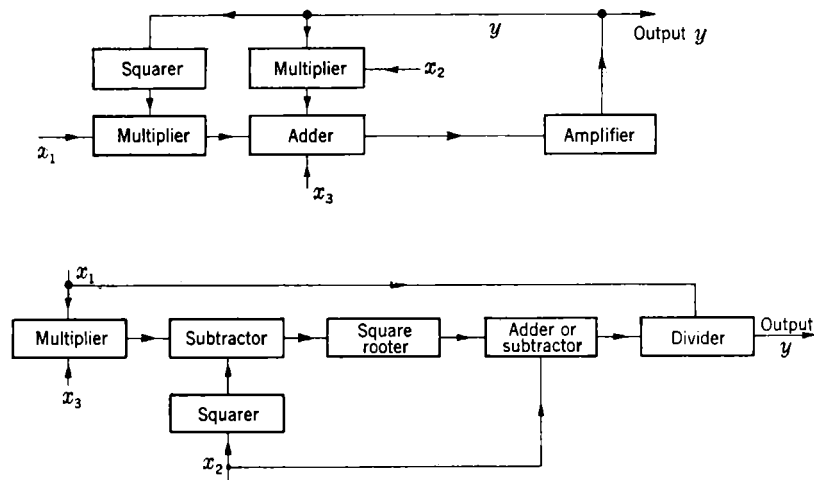 y
Output y
Squarer
Multiplier
x₂
x₁
Multiplier
Adder
Amplifier
x₃
x₁
Multiplier
Subtractor
Square
rooter
Adder or
subtractor
Divider
Output
y
x₃
Squarer
x₂